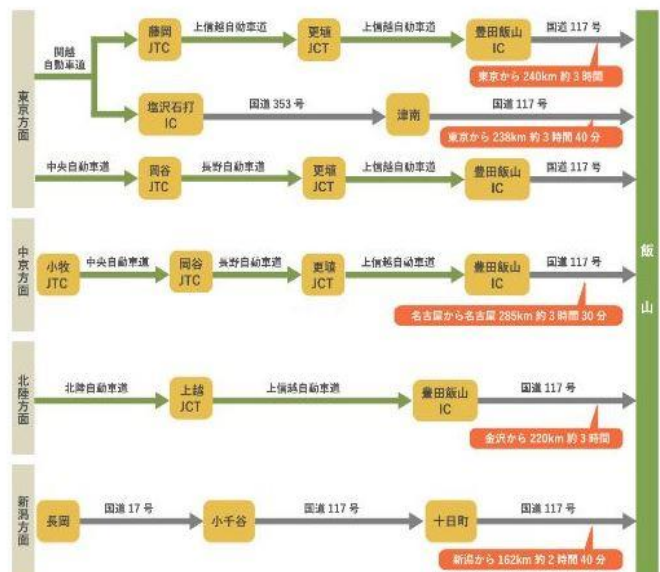 東京方面
関越
自動車道
藤岡
JTC
上信越自動車道
更埴
JCT
上信越自動車道
豊田飯山
IC
国道 117 号
東京から 240km 約 3 時間
塩沢石打
IC
国道 353 号
津南
国道 117 号
東京から 238km 約 3 時間 40 分
中央自動車道
岡谷
JTC
長野自動車道
更埴
JCT
上信越自動車道
豊田飯山
IC
国道 117 号
中京方面
小牧
JTC
中央自動車道
岡谷
JTC
長野自動車道
更埴
JCT
上信越自動車道
豊田飯山
IC
国道 117 号
名古屋から名古屋 285km 約 3 時間 30 分
北陸方面
北陸自動車道
上越
JCT
上信越自動車道
豊田飯山
IC
国道 117 号
金沢から 220km 約 3 時間
新潟方面
長岡
国道 17 号
小千谷
国道 117 号
十日町
国道 117 号
新潟から 162km 約 2 時間 40 分
飯山